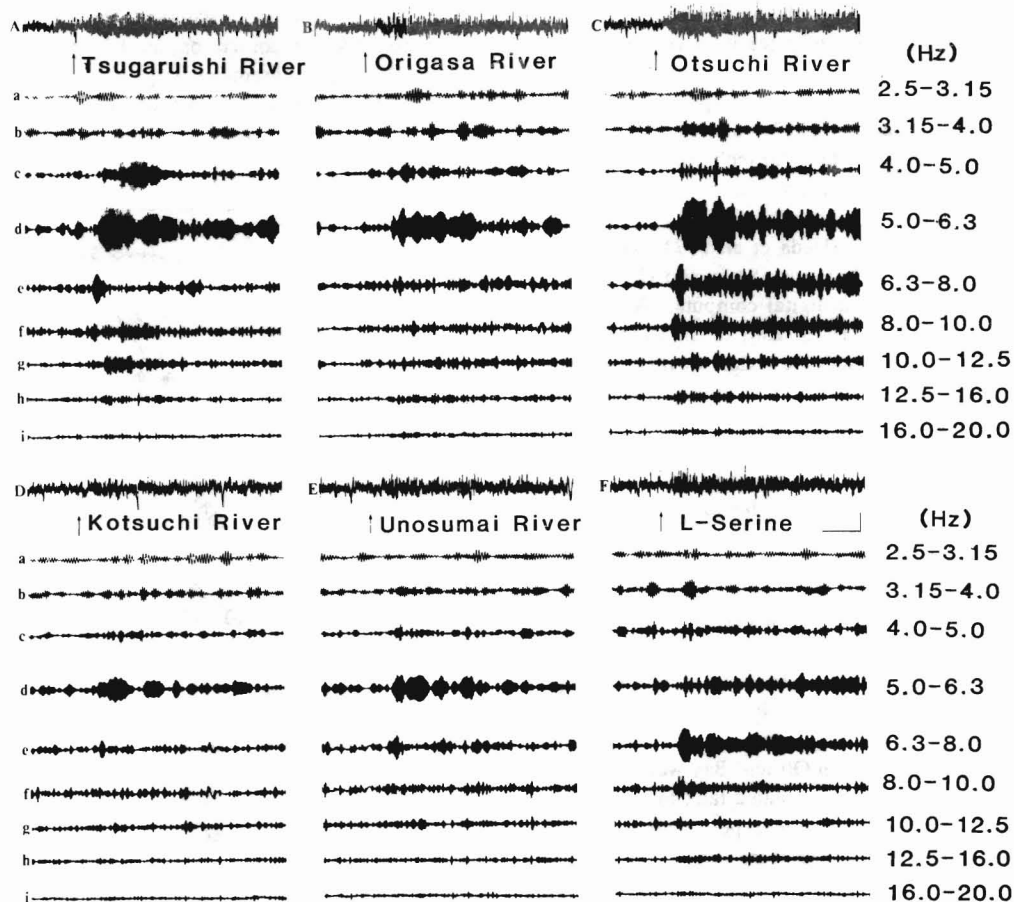 A B C
↑Tsugaruishi River ↑Origasa River ↑Otsuchi River (Hz)
a 2.5-3.15
b 3.15-4.0
c 4.0-5.0
d 5.0-6.3
e 6.3-8.0
f 8.0-10.0
g 10.0-12.5
h 12.5-16.0
i 16.0-20.0
D E F
↑Kotsuchi River ↑Unosumai River ↑L-Serine (Hz)
a 2.5-3.15
b 3.15-4.0
c 4.0-5.0
d 5.0-6.3
e 6.3-8.0
f 8.0-10.0
g 10.0-12.5
h 12.5-16.0
i 16.0-20.0